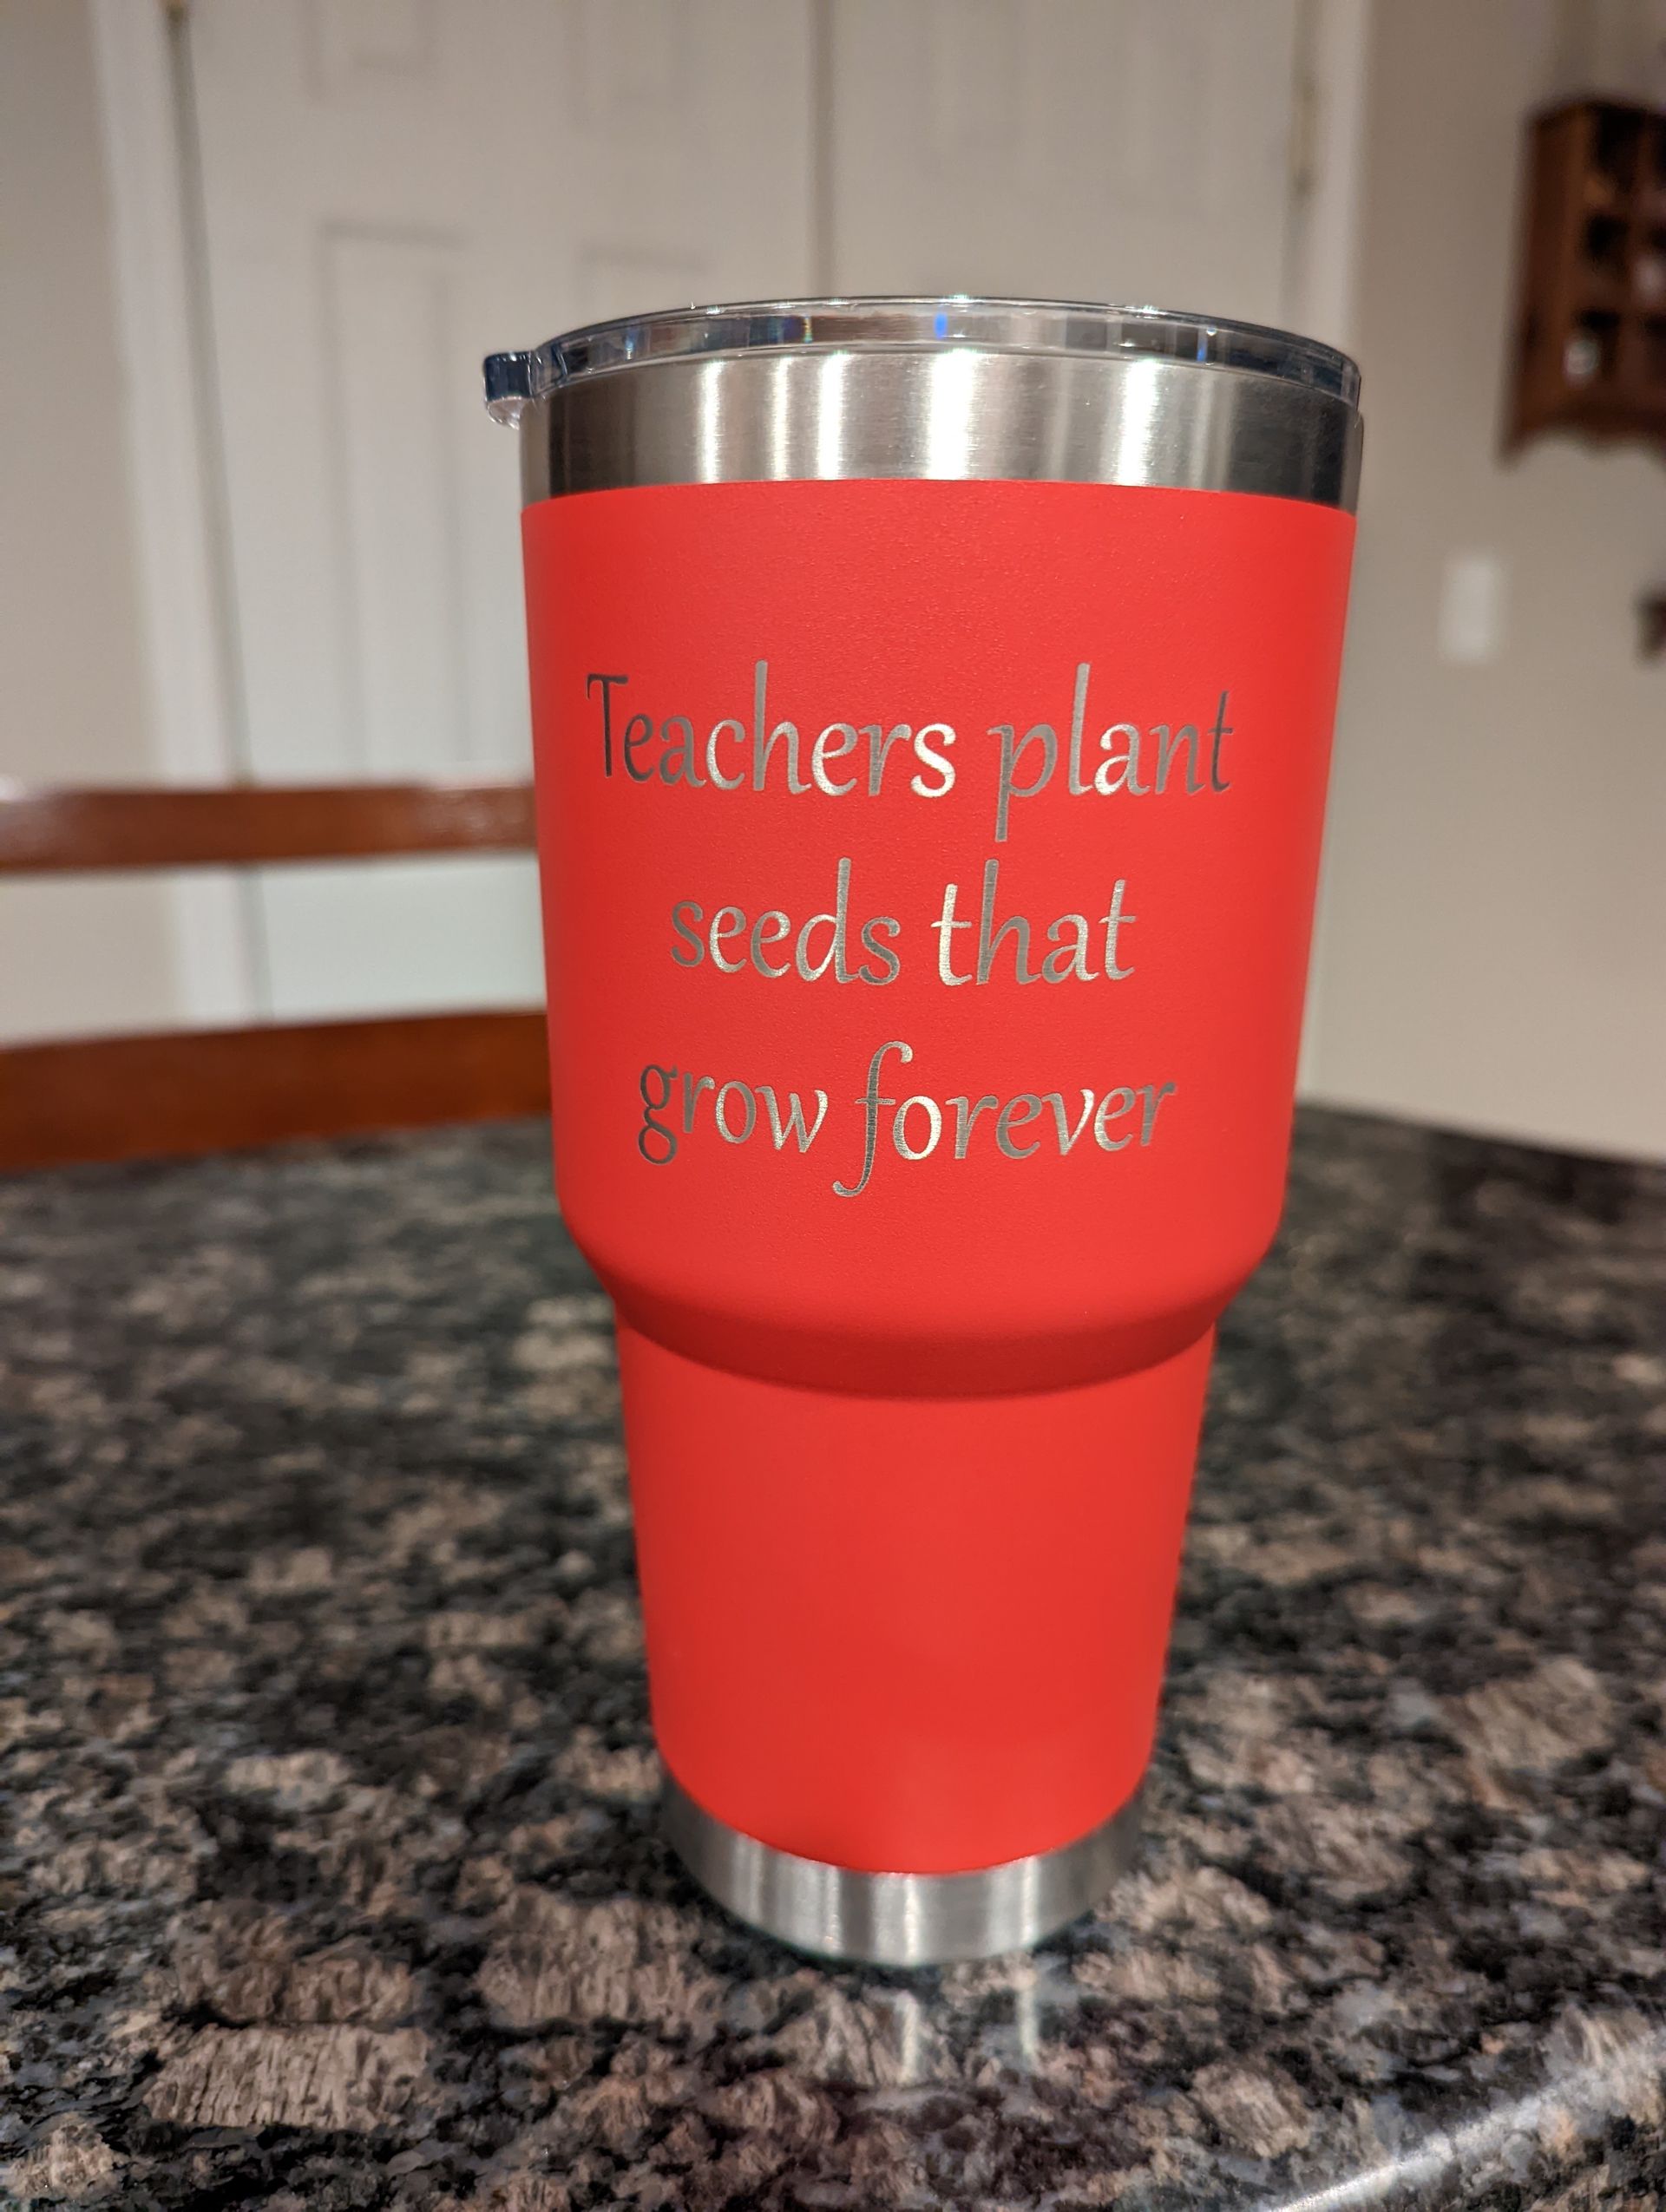 Teachers plant
seeds that
grow forever